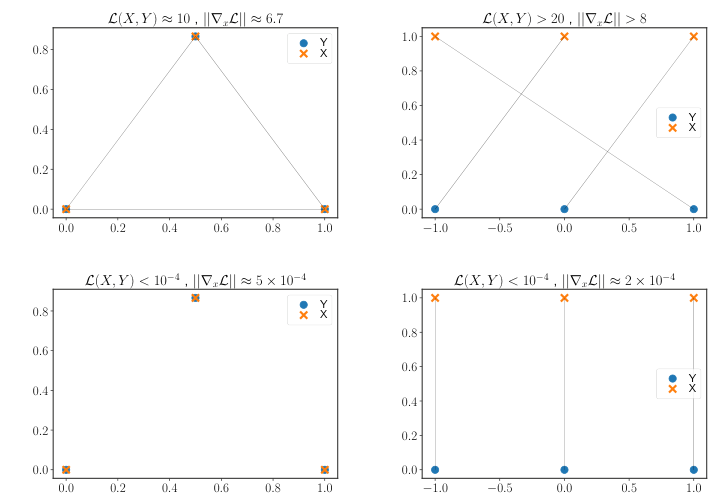 𝓛(X, Y) ≈ 10 , ||∇ₓ𝓛|| ≈ 6.7
0.8
0.6
0.4
0.2
0.0
0.0 0.2 0.4 0.6 0.8 1.0
Y
X
𝓛(X, Y) > 20 , ||∇ₓ𝓛|| > 8
1.0
0.8
0.6
0.4
0.2
0.0
−1.0 −0.5 0.0 0.5 1.0
Y
X
𝓛(X, Y) < 10⁻⁴ , ||∇ₓ𝓛|| ≈ 5 × 10⁻⁴
0.8
0.6
0.4
0.2
0.0
0.0 0.2 0.4 0.6 0.8 1.0
Y
X
𝓛(X, Y) < 10⁻⁴ , ||∇ₓ𝓛|| ≈ 2 × 10⁻⁴
1.0
0.8
0.6
0.4
0.2
0.0
−1.0 −0.5 0.0 0.5 1.0
Y
X